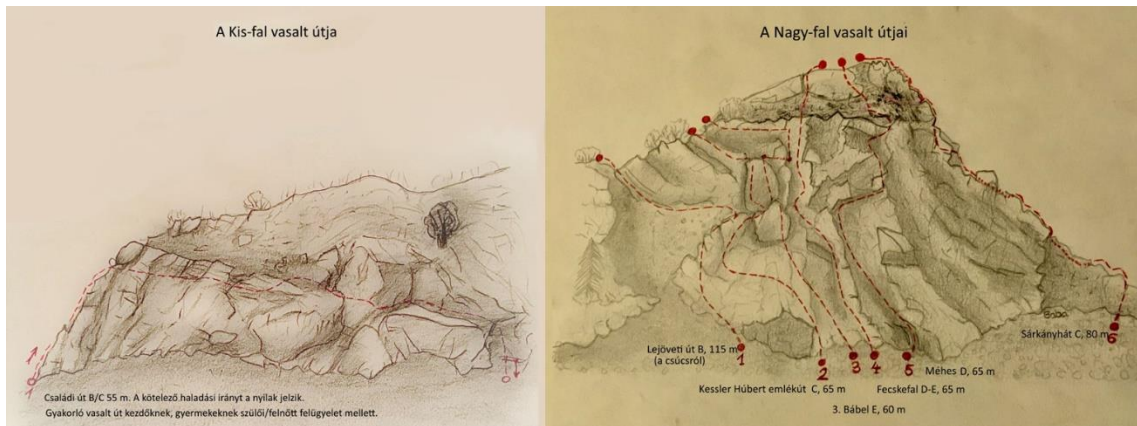 A Kis-fal vasalt útja
Családi út B/C 55 m. A kötelező haladási irányt a nyilak jelzik.
Gyakorló vasalt út kezdőknek, gyermekeknek szülői/felnőtt felügyelet mellett.
A Nagy-fal vasalt útjai
Baba
Sárkányhát C, 80 m
6
Lejöveti út B, 115 m
(a csúcsról)
1
2
3
4
5
Méhes D, 65 m
Kessler Húbert emlékút C, 65 m
Fecskefal D-E, 65 m
3. Bábel E, 60 m